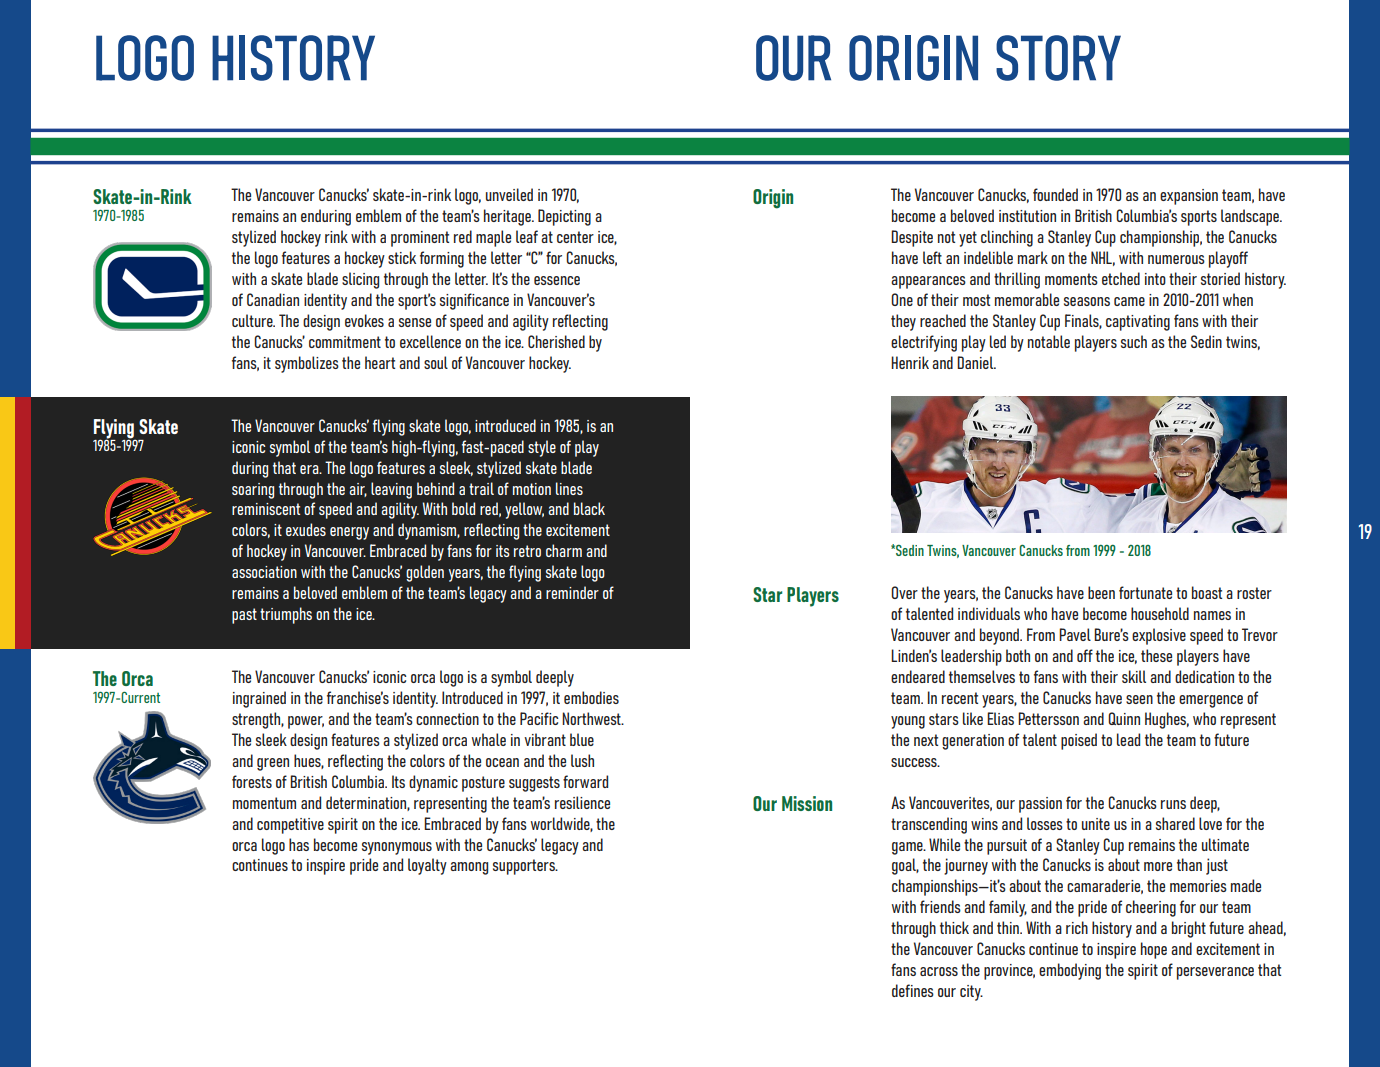 LOGO HISTORY
Skate-in-Rink
1970-1985
The Vancouver Canucks’ skate-in-rink logo, unveiled in 1970,
remains an enduring emblem of the team’s heritage. Depicting a
stylized hockey rink with a prominent red maple leaf at center ice,
the logo features a hockey stick forming the letter “C” for Canucks,
with a skate blade slicing through the letter. It’s the essence
of Canadian identity and the sport’s significance in Vancouver’s
culture. The design evokes a sense of speed and agility reflecting
the Canucks’ commitment to excellence on the ice. Cherished by
fans, it symbolizes the heart and soul of Vancouver hockey.
Flying Skate
1985-1997
CANUCKS
The Vancouver Canucks’ flying skate logo, introduced in 1985, is an
iconic symbol of the team’s high-flying, fast-paced style of play
during that era. The logo features a sleek, stylized skate blade
soaring through the air, leaving behind a trail of motion lines
reminiscent of speed and agility. With bold red, yellow, and black
colors, it exudes energy and dynamism, reflecting the excitement
of hockey in Vancouver. Embraced by fans for its retro charm and
association with the Canucks’ golden years, the flying skate logo
remains a beloved emblem of the team’s legacy and a reminder of
past triumphs on the ice.
The Orca
1997-Current
The Vancouver Canucks’ iconic orca logo is a symbol deeply
ingrained in the franchise’s identity. Introduced in 1997, it embodies
strength, power, and the team’s connection to the Pacific Northwest.
The sleek design features a stylized orca whale in vibrant blue
and green hues, reflecting the colors of the ocean and the lush
forests of British Columbia. Its dynamic posture suggests forward
momentum and determination, representing the team’s resilience
and competitive spirit on the ice. Embraced by fans worldwide, the
orca logo has become synonymous with the Canucks’ legacy and
continues to inspire pride and loyalty among supporters.
OUR ORIGIN STORY
Origin
The Vancouver Canucks, founded in 1970 as an expansion team, have
become a beloved institution in British Columbia’s sports landscape.
Despite not yet clinching a Stanley Cup championship, the Canucks
have left an indelible mark on the NHL, with numerous playoff
appearances and thrilling moments etched into their storied history.
One of their most memorable seasons came in 2010-2011 when
they reached the Stanley Cup Finals, captivating fans with their
electrifying play led by notable players such as the Sedin twins,
Henrik and Daniel.
33
CCM
22
CCM
C
*Sedin Twins, Vancouver Canucks from 1999 - 2018
Star Players
Over the years, the Canucks have been fortunate to boast a roster
of talented individuals who have become household names in
Vancouver and beyond. From Pavel Bure’s explosive speed to Trevor
Linden’s leadership both on and off the ice, these players have
endeared themselves to fans with their skill and dedication to the
team. In recent years, the Canucks have seen the emergence of
young stars like Elias Pettersson and Quinn Hughes, who represent
the next generation of talent poised to lead the team to future
success.
Our Mission
As Vancouverites, our passion for the Canucks runs deep,
transcending wins and losses to unite us in a shared love for the
game. While the pursuit of a Stanley Cup remains the ultimate
goal, the journey with the Canucks is about more than just
championships—it’s about the camaraderie, the memories made
with friends and family, and the pride of cheering for our team
through thick and thin. With a rich history and a bright future ahead,
the Vancouver Canucks continue to inspire hope and excitement in
fans across the province, embodying the spirit of perseverance that
defines our city.
19